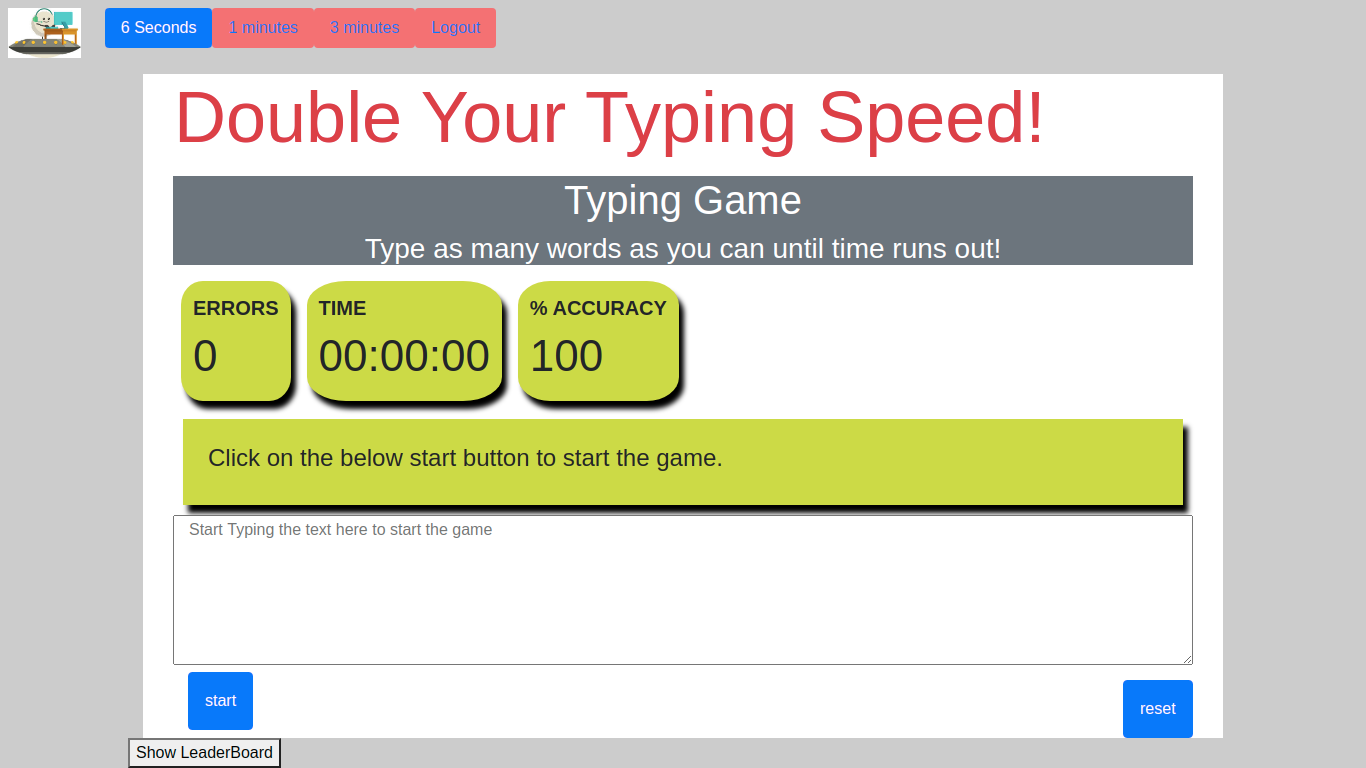 6 Seconds 1 minutes 3 minutes Logout
Double Your Typing Speed!
Typing Game
Type as many words as you can until time runs out!
ERRORS TIME % ACCURACY
0 00:00:00 100
Click on the below start button to start the game.
Start Typing the text here to start the game
start reset
Show LeaderBoard